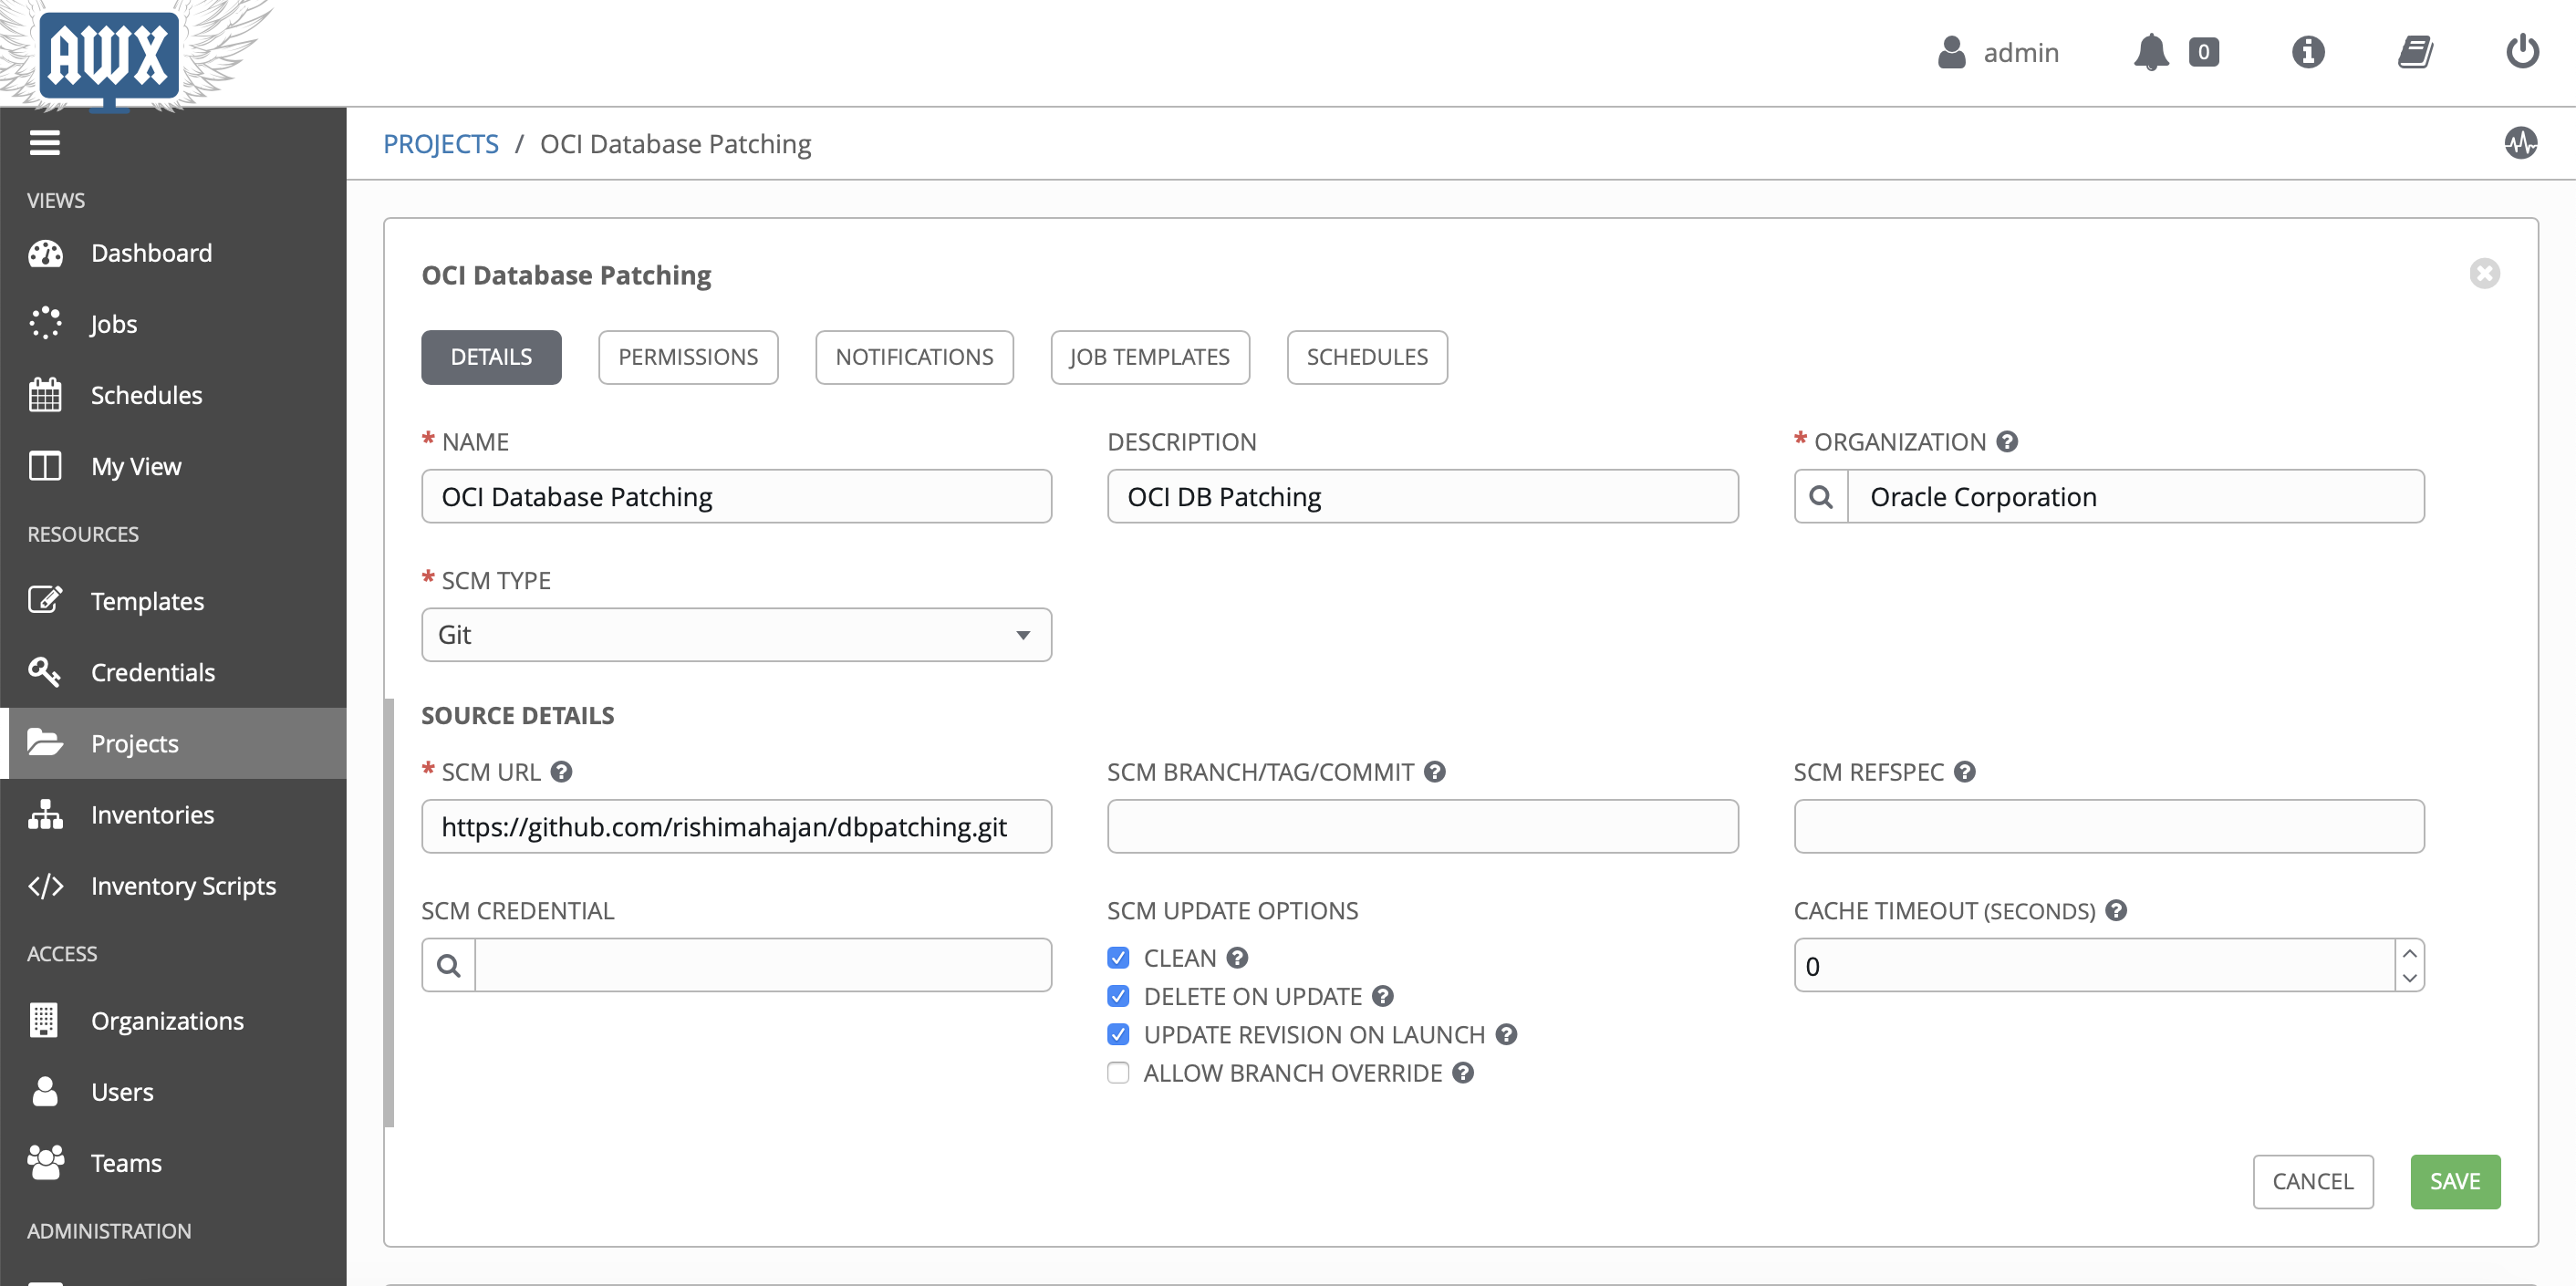 AWX
admin
0
PROJECTS / OCI Database Patching
VIEWS
Dashboard
Jobs
Schedules
My View
RESOURCES
Templates
Credentials
Projects
Inventories
Inventory Scripts
ACCESS
Organizations
Users
Teams
ADMINISTRATION
OCI Database Patching
DETAILS PERMISSIONS NOTIFICATIONS JOB TEMPLATES SCHEDULES
* NAME DESCRIPTION * ORGANIZATION ?
OCI Database Patching OCI DB Patching Oracle Corporation
* SCM TYPE
Git
SOURCE DETAILS
* SCM URL ? SCM BRANCH/TAG/COMMIT ? SCM REFSPEC ?
https://github.com/rishimahajan/dbpatching.git
SCM CREDENTIAL SCM UPDATE OPTIONS CACHE TIMEOUT (SECONDS) ?
CLEAN ?
0
DELETE ON UPDATE ?
UPDATE REVISION ON LAUNCH ?
ALLOW BRANCH OVERRIDE ?
CANCEL SAVE